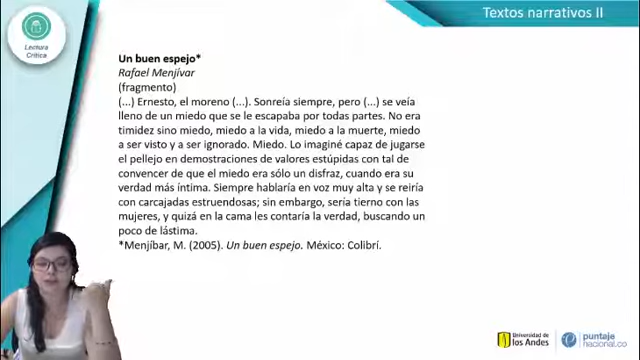 Textos narrativos II
Lectura
Crítica
Un buen espejo*
Rafael Menjívar
(fragmento)
(...) Ernesto, el moreno (...). Sonreía siempre, pero (...) se veía
lleno de un miedo que se le escapaba por todas partes. No era
timidez sino miedo, miedo a la vida, miedo a la muerte, miedo
a ser visto y a ser ignorado. Miedo. Lo imaginé capaz de jugarse
el pellejo en demostraciones de valores estúpidas con tal de
convencer de que el miedo era sólo un disfraz, cuando era su
verdad más íntima. Siempre hablaría en voz muy alta y se reiría
con carcajadas estruendosas; sin embargo, sería tierno con las
mujeres, y quizá en la cama les contaría la verdad, buscando un
poco de lástima.
*Menjíbar, M. (2005). Un buen espejo. México: Colibrí.
Universidad de
los Andes
puntaje
nacional.co